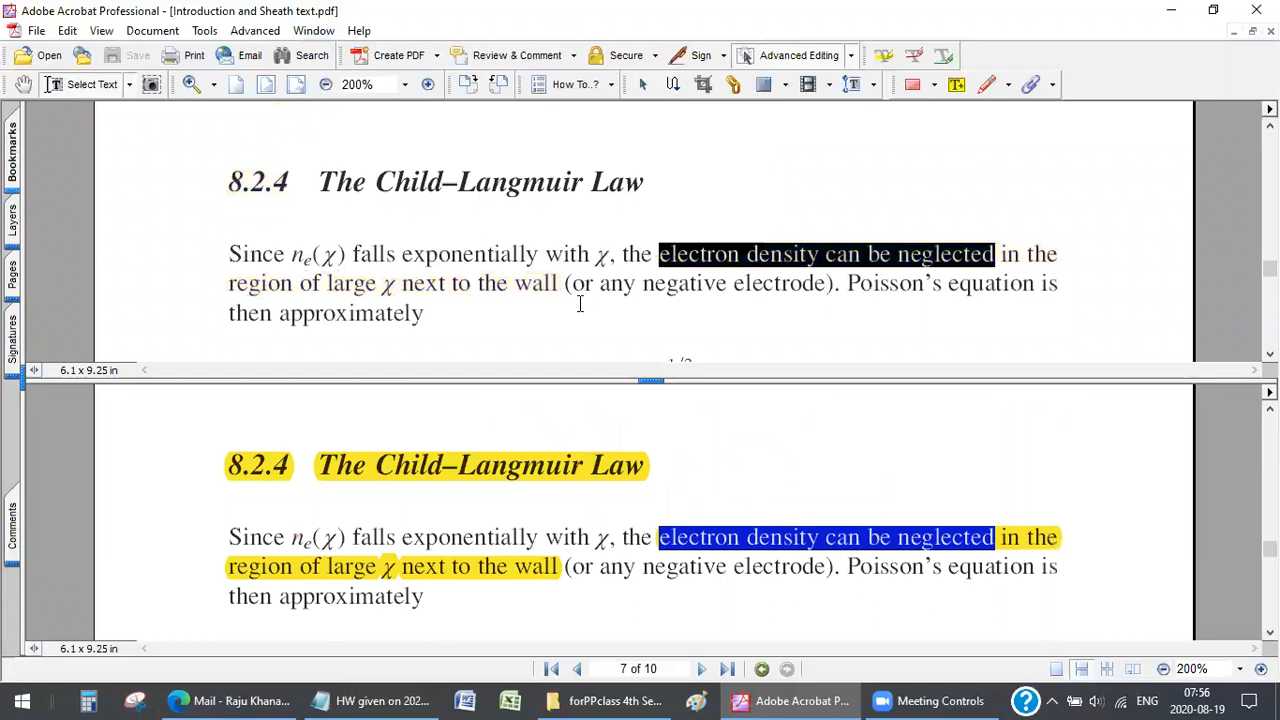 Adobe Acrobat Professional - [Introduction and Sheath text.pdf]
File Edit View Document Tools Advanced Window Help
Open Save Print Email Search Create PDF Review & Comment Secure Sign Advanced Editing
Select Text 200% How To..?
Bookmarks
Layers
Pages
Signatures
Comments
8.2.4 The Child–Langmuir Law
Since nₑ(χ) falls exponentially with χ, the electron density can be neglected in the
region of large χ next to the wall (or any negative electrode). Poisson's equation is
then approximately
6.1 x 9.25 in
8.2.4 The Child–Langmuir Law
Since nₑ(χ) falls exponentially with χ, the electron density can be neglected in the
region of large χ next to the wall (or any negative electrode). Poisson's equation is
then approximately
6.1 x 9.25 in
7 of 10 200%
Mail - Raju Khana... HW given on 202... forPPclass 4th Se... Adobe Acrobat P... Meeting Controls ENG 07:56
2020-08-19